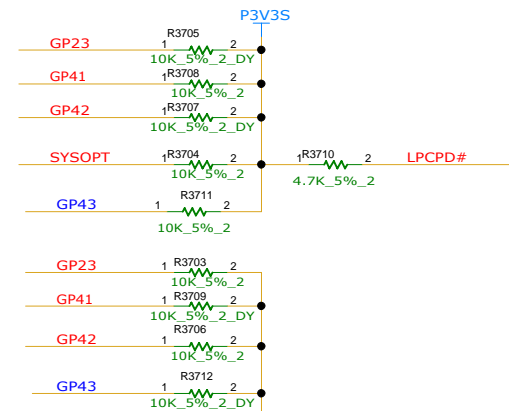 P3V3S
R3705
GP23 1 2
10K_5%_2_DY
GP41 1 R3708 2
10K_5%_2
GP42 1 R3707 2
10K_5%_2_DY
SYSOPT 1 R3704 2 1 R3710 2 LPCPD#
10K_5%_2 4.7K_5%_2
R3711
GP43 1 2
10K_5%_2
GP23 1 R3703 2
10K_5%_2
GP41 1 R3709 2
10K_5%_2_DY
GP42 1 R3706 2
10K_5%_2
R3712
GP43 1 2
10K_5%_2_DY